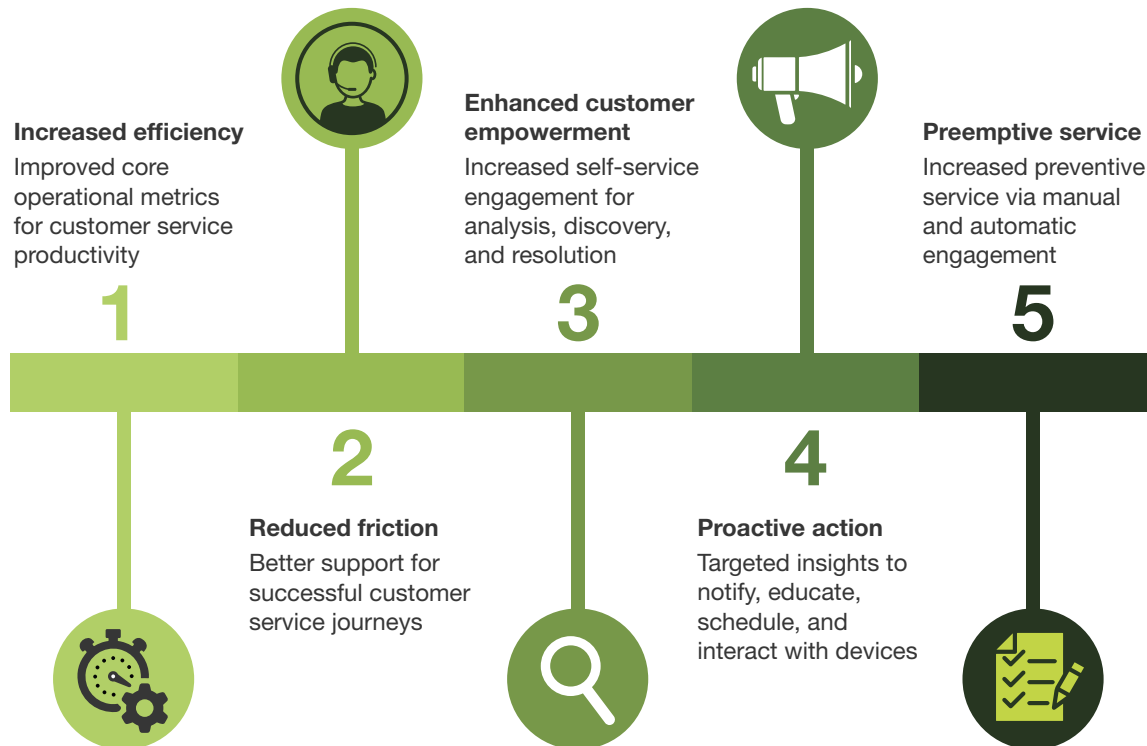 Increased efficiency
Improved core
operational metrics
for customer service
productivity
1
2
Reduced friction
Better support for
successful customer
service journeys
Enhanced customer
empowerment
Increased self-service
engagement for
analysis, discovery,
and resolution
3
4
Proactive action
Targeted insights to
notify, educate,
schedule, and
interact with devices
Preemptive service
Increased preventive
service via manual
and automatic
engagement
5